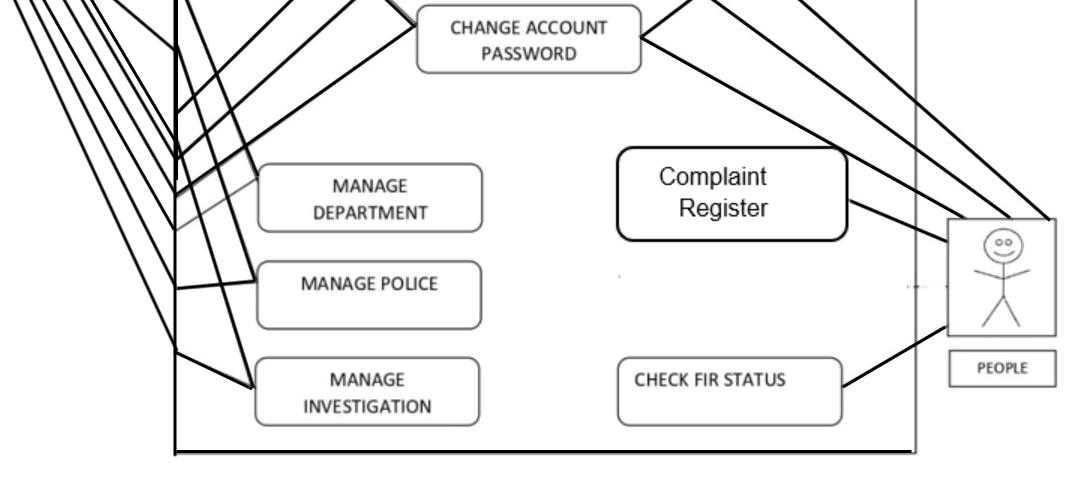 CHANGE ACCOUNT
PASSWORD
MANAGE
DEPARTMENT
Complaint
Register
MANAGE POLICE
PEOPLE
MANAGE
INVESTIGATION
CHECK FIR STATUS